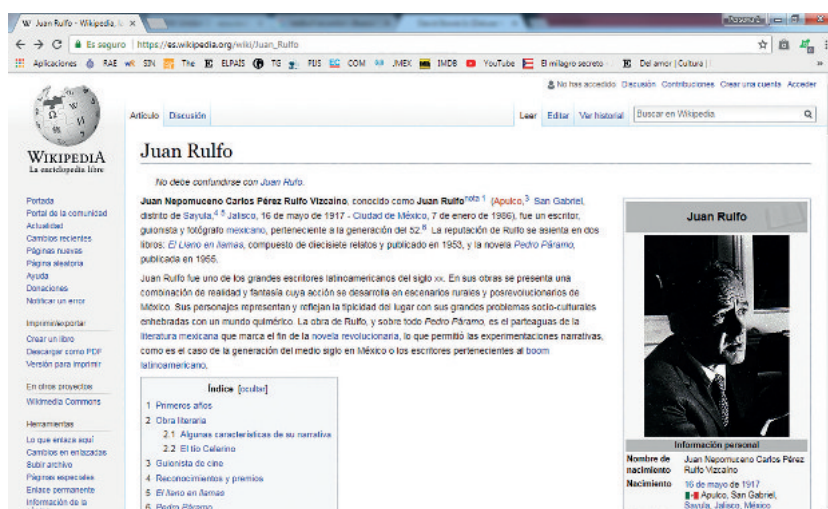 Juan Rulfo - Wikipedia, l
Es seguro https://es.wikipedia.org/wiki/Juan_Rulfo
Aplicaciones RAE SIN The ELPAÍS TG PUS COM JMEX IMDB YouTube El milagro secreto - Del amor | Cultura |
No has accedido Discusión Contribuciones Crear una cuenta Acceder
Artículo Discusión Leer Editar Ver historial Buscar en Wikipedia
WIKIPEDIA
La enciclopedia libre
Portada
Portal de la comunidad
Actualidad
Cambios recientes
Páginas nuevas
Página aleatoria
Ayuda
Donaciones
Notificar un error
Imprimir/exportar
Crear un libro
Descargar como PDF
Versión para imprimir
En otros proyectos
Wikimedia Commons
Herramientas
Lo que enlaza aquí
Cambios en enlazadas
Subir archivo
Páginas especiales
Enlace permanente
Información de la
Juan Rulfo
No debe confundirse con Juan Rufo.
Juan Nepomuceno Carlos Pérez Rulfo Vizcaíno, conocido como Juan Rulfo nota 1 (Apulco,3 San Gabriel,
distrito de Sayula,4 5 Jalisco, 16 de mayo de 1917 - Ciudad de México, 7 de enero de 1986), fue un escritor,
guionista y fotógrafo mexicano, perteneciente a la generación del 52.6 La reputación de Rulfo se asienta en dos
libros: El Llano en llamas, compuesto de diecisiete relatos y publicado en 1953, y la novela Pedro Páramo,
publicada en 1955.
Juan Rulfo fue uno de los grandes escritores latinoamericanos del siglo xx. En sus obras se presenta una
combinación de realidad y fantasía cuya acción se desarrolla en escenarios rurales y posrevolucionarios de
México. Sus personajes representan y reflejan la tipicidad del lugar con sus grandes problemas socio-culturales
enhebradas con un mundo quimérico. La obra de Rulfo, y sobre todo Pedro Páramo, es el parteaguas de la
literatura mexicana que marca el fin de la novela revolucionaria, lo que permitió las experimentaciones narrativas,
como es el caso de la generación del medio siglo en México o los escritores pertenecientes al boom
latinoamericano.
Índice [ocultar]
1 Primeros años
2 Obra literaria
2.1 Algunas características de su narrativa
2.2 El tío Celerino
3 Guionista de cine
4 Reconocimientos y premios
5 El llano en llamas
6 Pedro Páramo
Juan Rulfo
Información personal
Nombre de nacimiento Juan Nepomuceno Carlos Pérez
Rulfo Vizcaíno
Nacimiento 16 de mayo de 1917
Apulco, San Gabriel,
Sayula, Jalisco, México